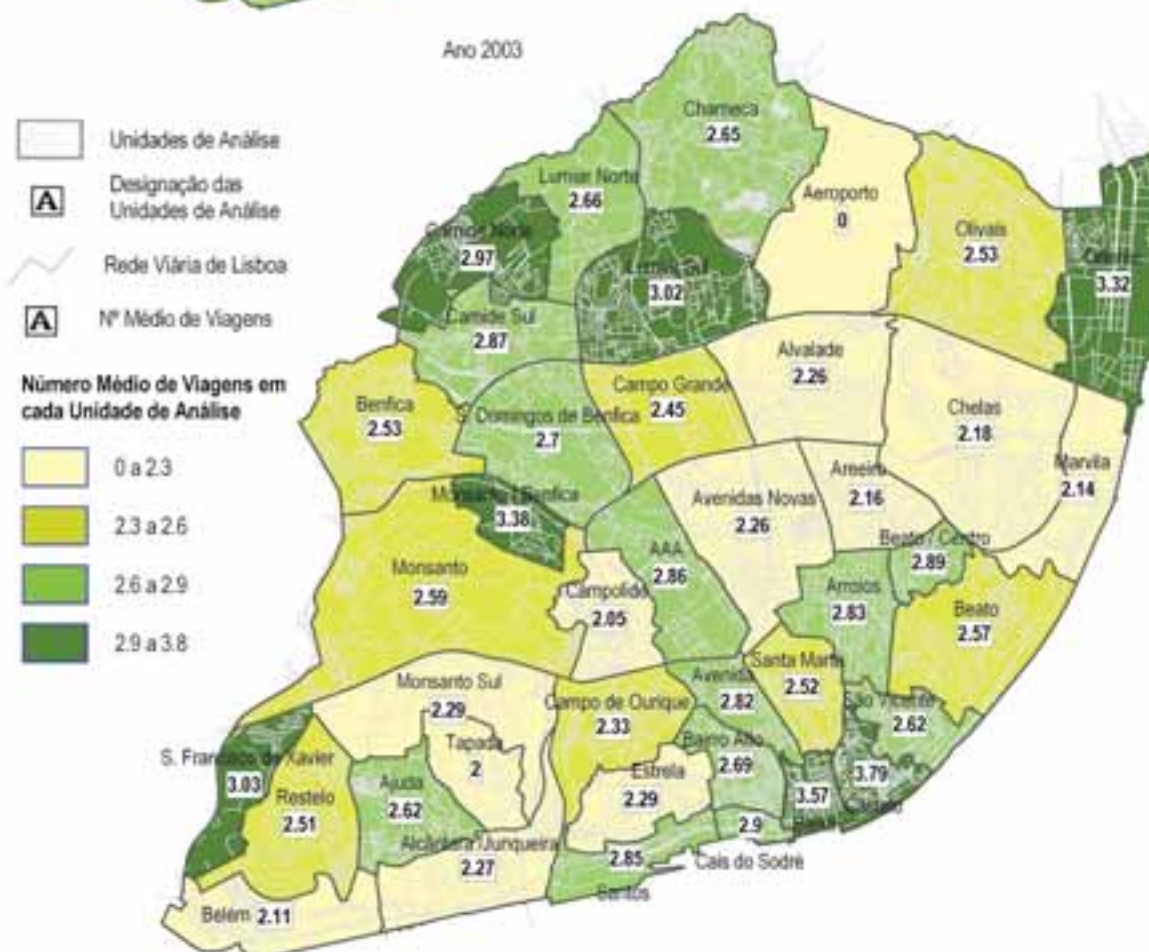 Ano 2003
Unidades de Análise
A
Designação das
Unidades de Análise
Rede Viária de Lisboa
A
Nº Médio de Viagens
Número Médio de Viagens em
cada Unidade de Análise
0 a 2.3
2.3 a 2.6
2.6 a 2.9
2.9 a 3.8
Charneca
2.65
Lumiar Norte
2.66
Aeroporto
0
Olivais
2.53
Oriente
3.32
Carnide Norte
2.97
Lumiar Sul
3.02
Carnide Sul
2.87
Alvalade
2.26
Campo Grande
2.45
Chelas
2.18
Benfica
2.53
S. Domingos de Benfica
2.7
Marvila
2.14
Areeiro
2.16
Avenidas Novas
2.26
Monsanto / Benfica
3.38
Beato / Centro
2.89
AAA
2.86
Monsanto
2.59
Campolide
2.05
Arroios
2.83
Beato
2.57
Santa Marta
2.52
Avenida
2.82
Monsanto Sul
2.29
Campo de Ourique
2.33
São Vicente
2.62
Tapada
2
S. Francisco de Xavier
3.03
Bairro Alto
2.69
Estrela
2.29
3.79
Castelo
3.57
Restelo
2.51
Ajuda
2.62
2.9
Cais do Sodré
Alcântara /Junqueira
2.27
2.85
Santos
Belém 2.11